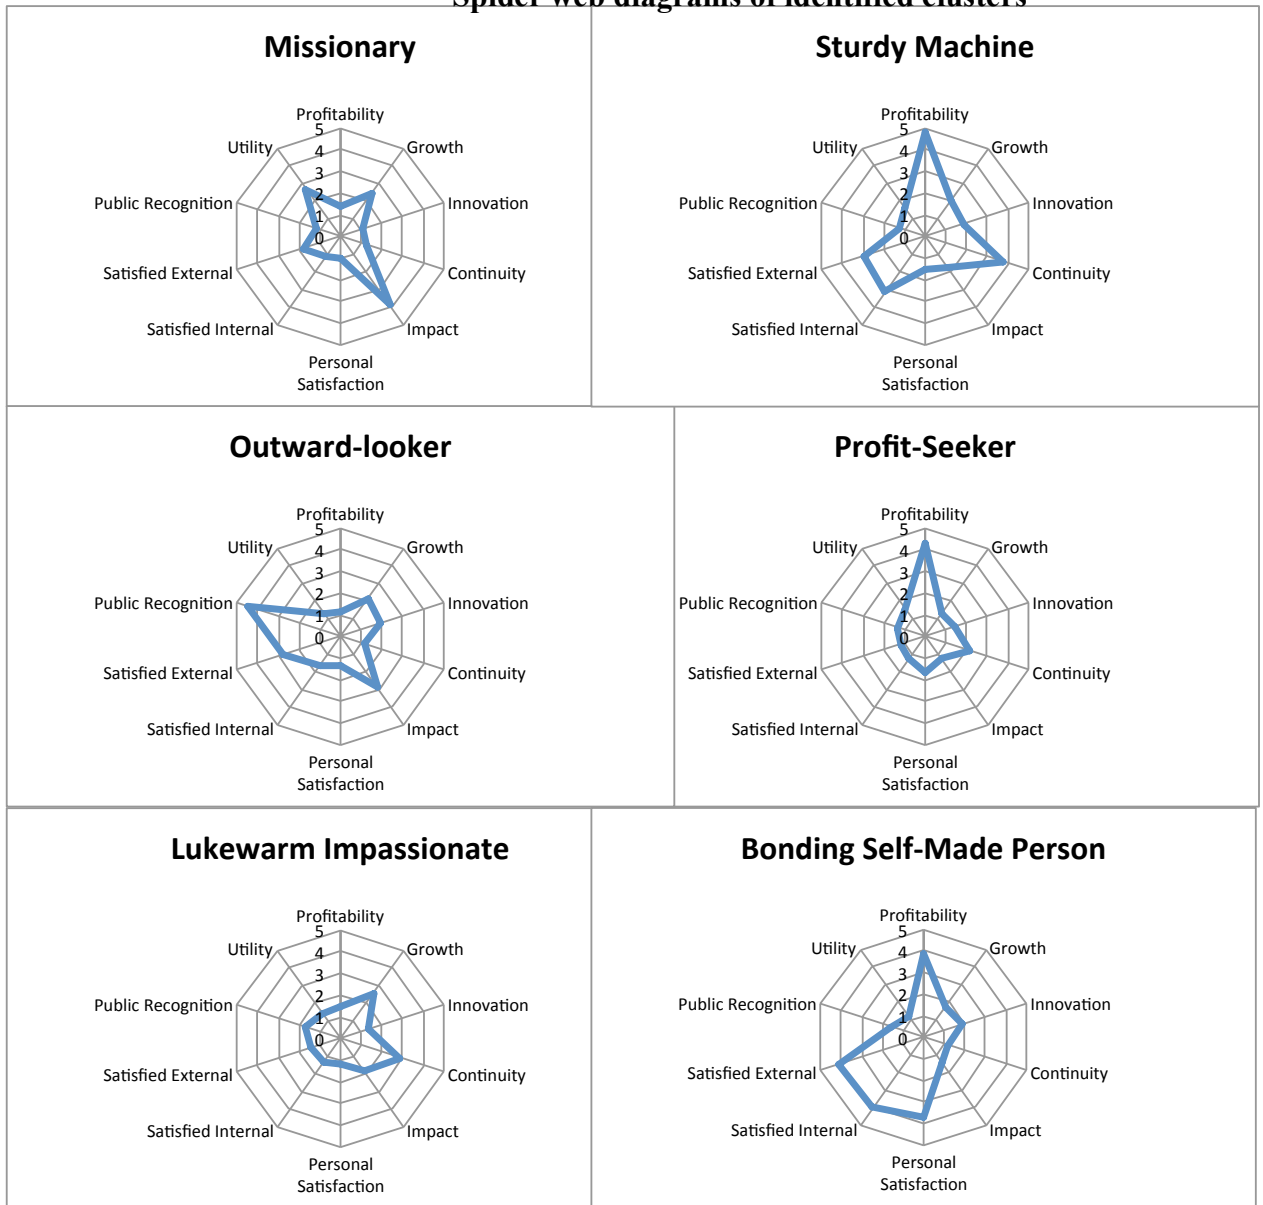 Spider web diagrams of identified clusters
Missionary
Profitability
5
4
3
2
1
0
Growth
Innovation
Continuity
Impact
Personal
Satisfaction
Satisfied Internal
Satisfied External
Public Recognition
Utility
Sturdy Machine
Profitability
5
4
3
2
1
0
Growth
Innovation
Continuity
Impact
Personal
Satisfaction
Satisfied Internal
Satisfied External
Public Recognition
Utility
Outward-looker
Profitability
5
4
3
2
1
0
Growth
Innovation
Continuity
Impact
Personal
Satisfaction
Satisfied Internal
Satisfied External
Public Recognition
Utility
Profit-Seeker
Profitability
5
4
3
2
1
0
Growth
Innovation
Continuity
Impact
Personal
Satisfaction
Satisfied Internal
Satisfied External
Public Recognition
Utility
Lukewarm Impassionate
Profitability
5
4
3
2
1
0
Growth
Innovation
Continuity
Impact
Personal
Satisfaction
Satisfied Internal
Satisfied External
Public Recognition
Utility
Bonding Self-Made Person
Profitability
5
4
3
2
1
0
Growth
Innovation
Continuity
Impact
Personal
Satisfaction
Satisfied Internal
Satisfied External
Public Recognition
Utility